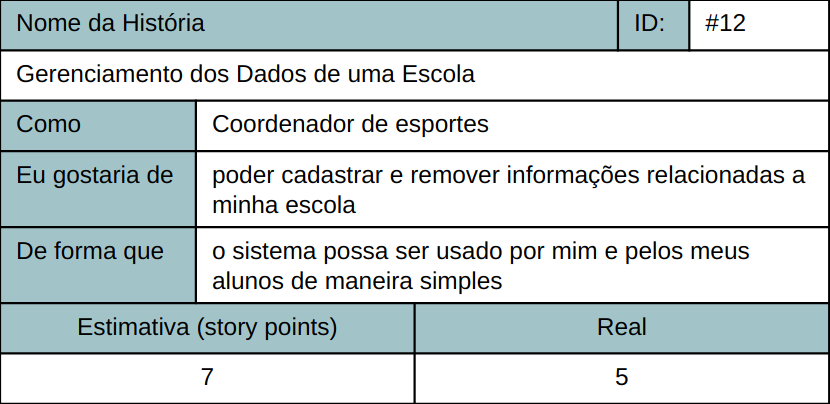 Nome da História ID: #12
Gerenciamento dos Dados de uma Escola
Como Coordenador de esportes
Eu gostaria de poder cadastrar e remover informações relacionadas a
minha escola
De forma que o sistema possa ser usado por mim e pelos meus
alunos de maneira simples
Estimativa (story points) Real
7 5